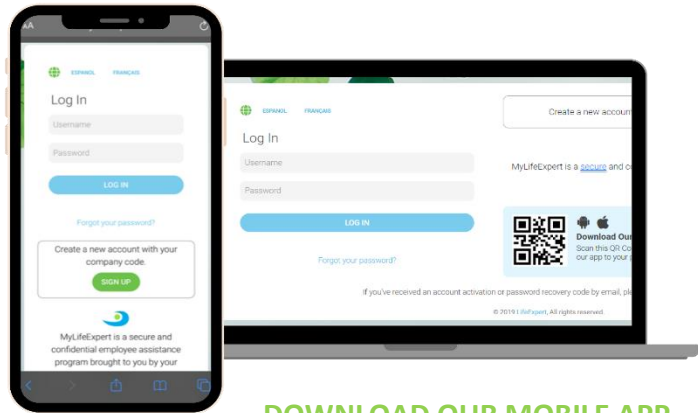 AA
ESPAÑOL FRANÇAIS
Log In
Username
Password
LOG IN
Forgot your password?
Create a new account with your
company code.
SIGN UP
MyLifeExpert is a secure and
confidential employee assistance
program brought to you by your
ESPAÑOL FRANÇAIS
Log In
Username
Password
LOG IN
Forgot your password?
Create a new account
MyLifeExpert is a secure and
Download Our
Scan this QR
our app to your
If you've received an account activation or password recovery code by email,
© 2019 LifeExpert, All rights reserved.
DOWNLOAD OUR MOBILE APP